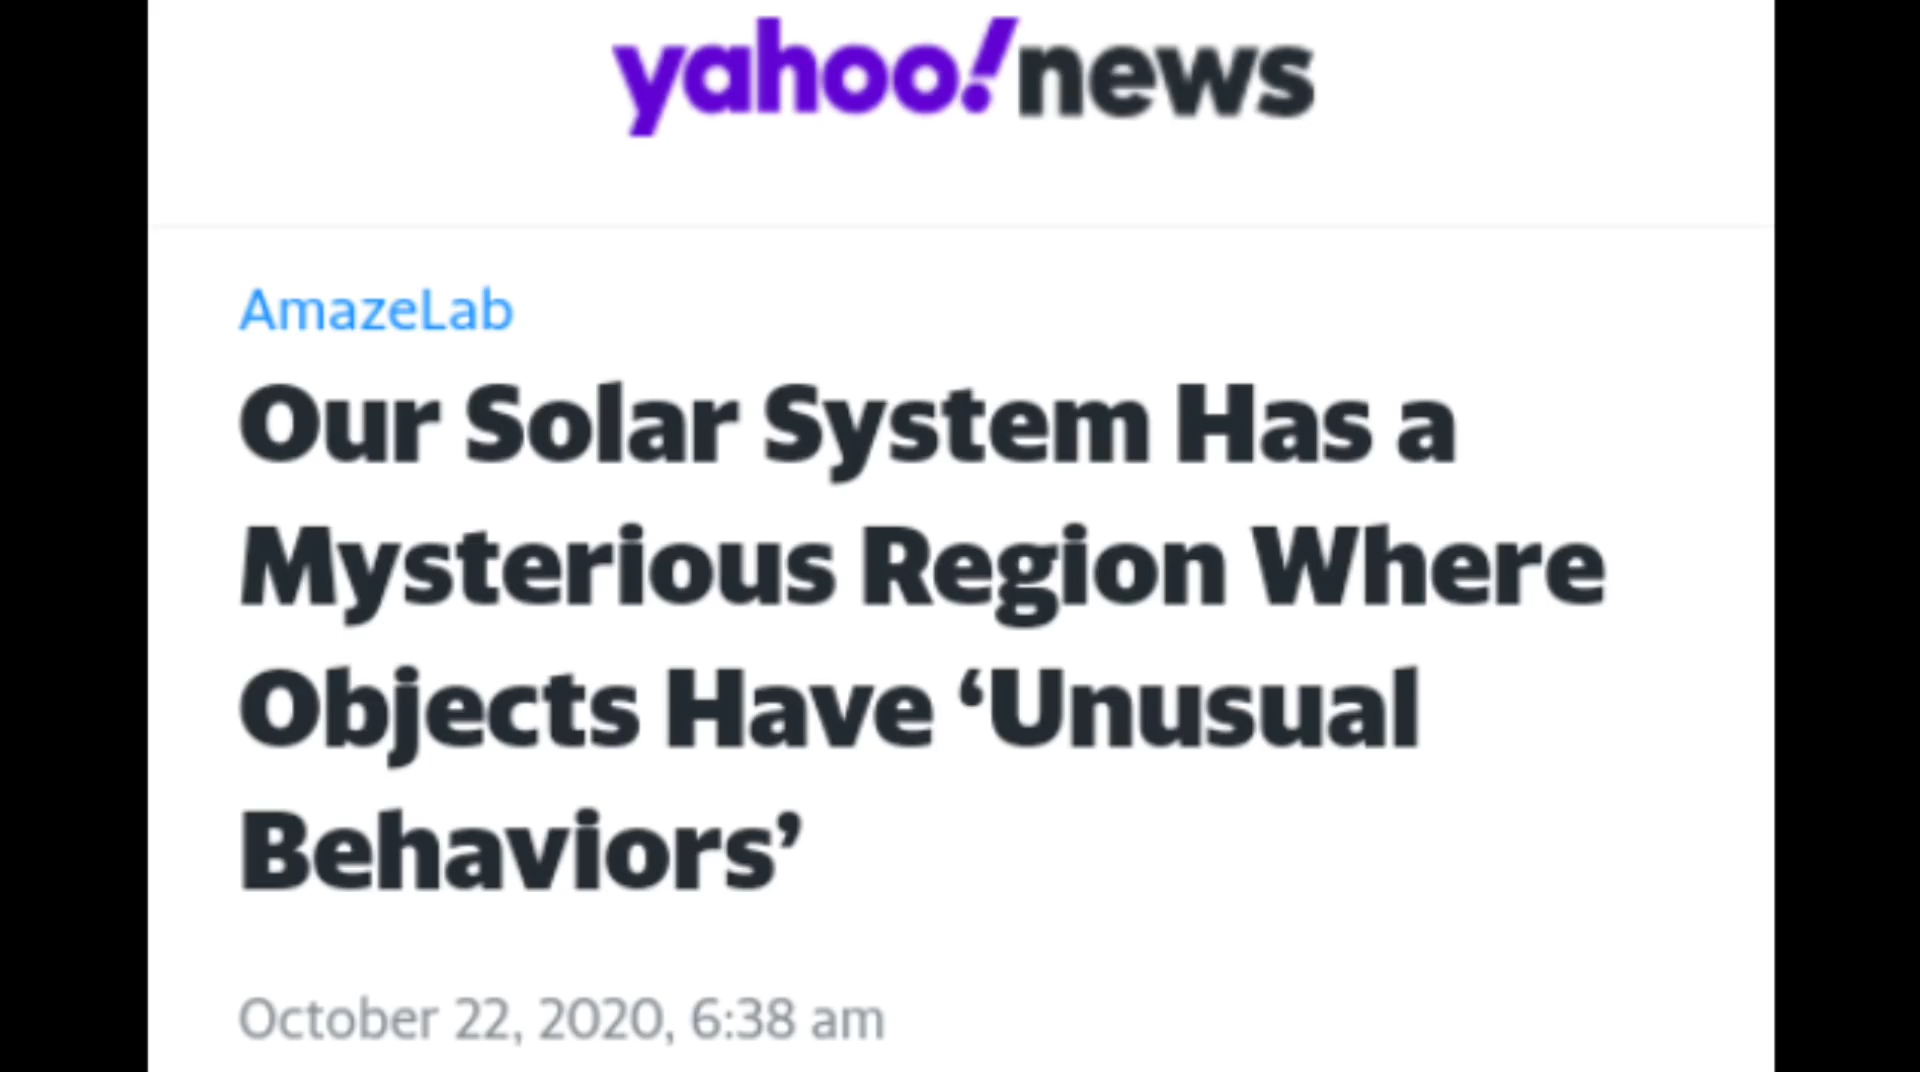 yahoo!news
AmazeLab
Our Solar System Has a
Mysterious Region Where
Objects Have ‘Unusual
Behaviors’
October 22, 2020, 6:38 am